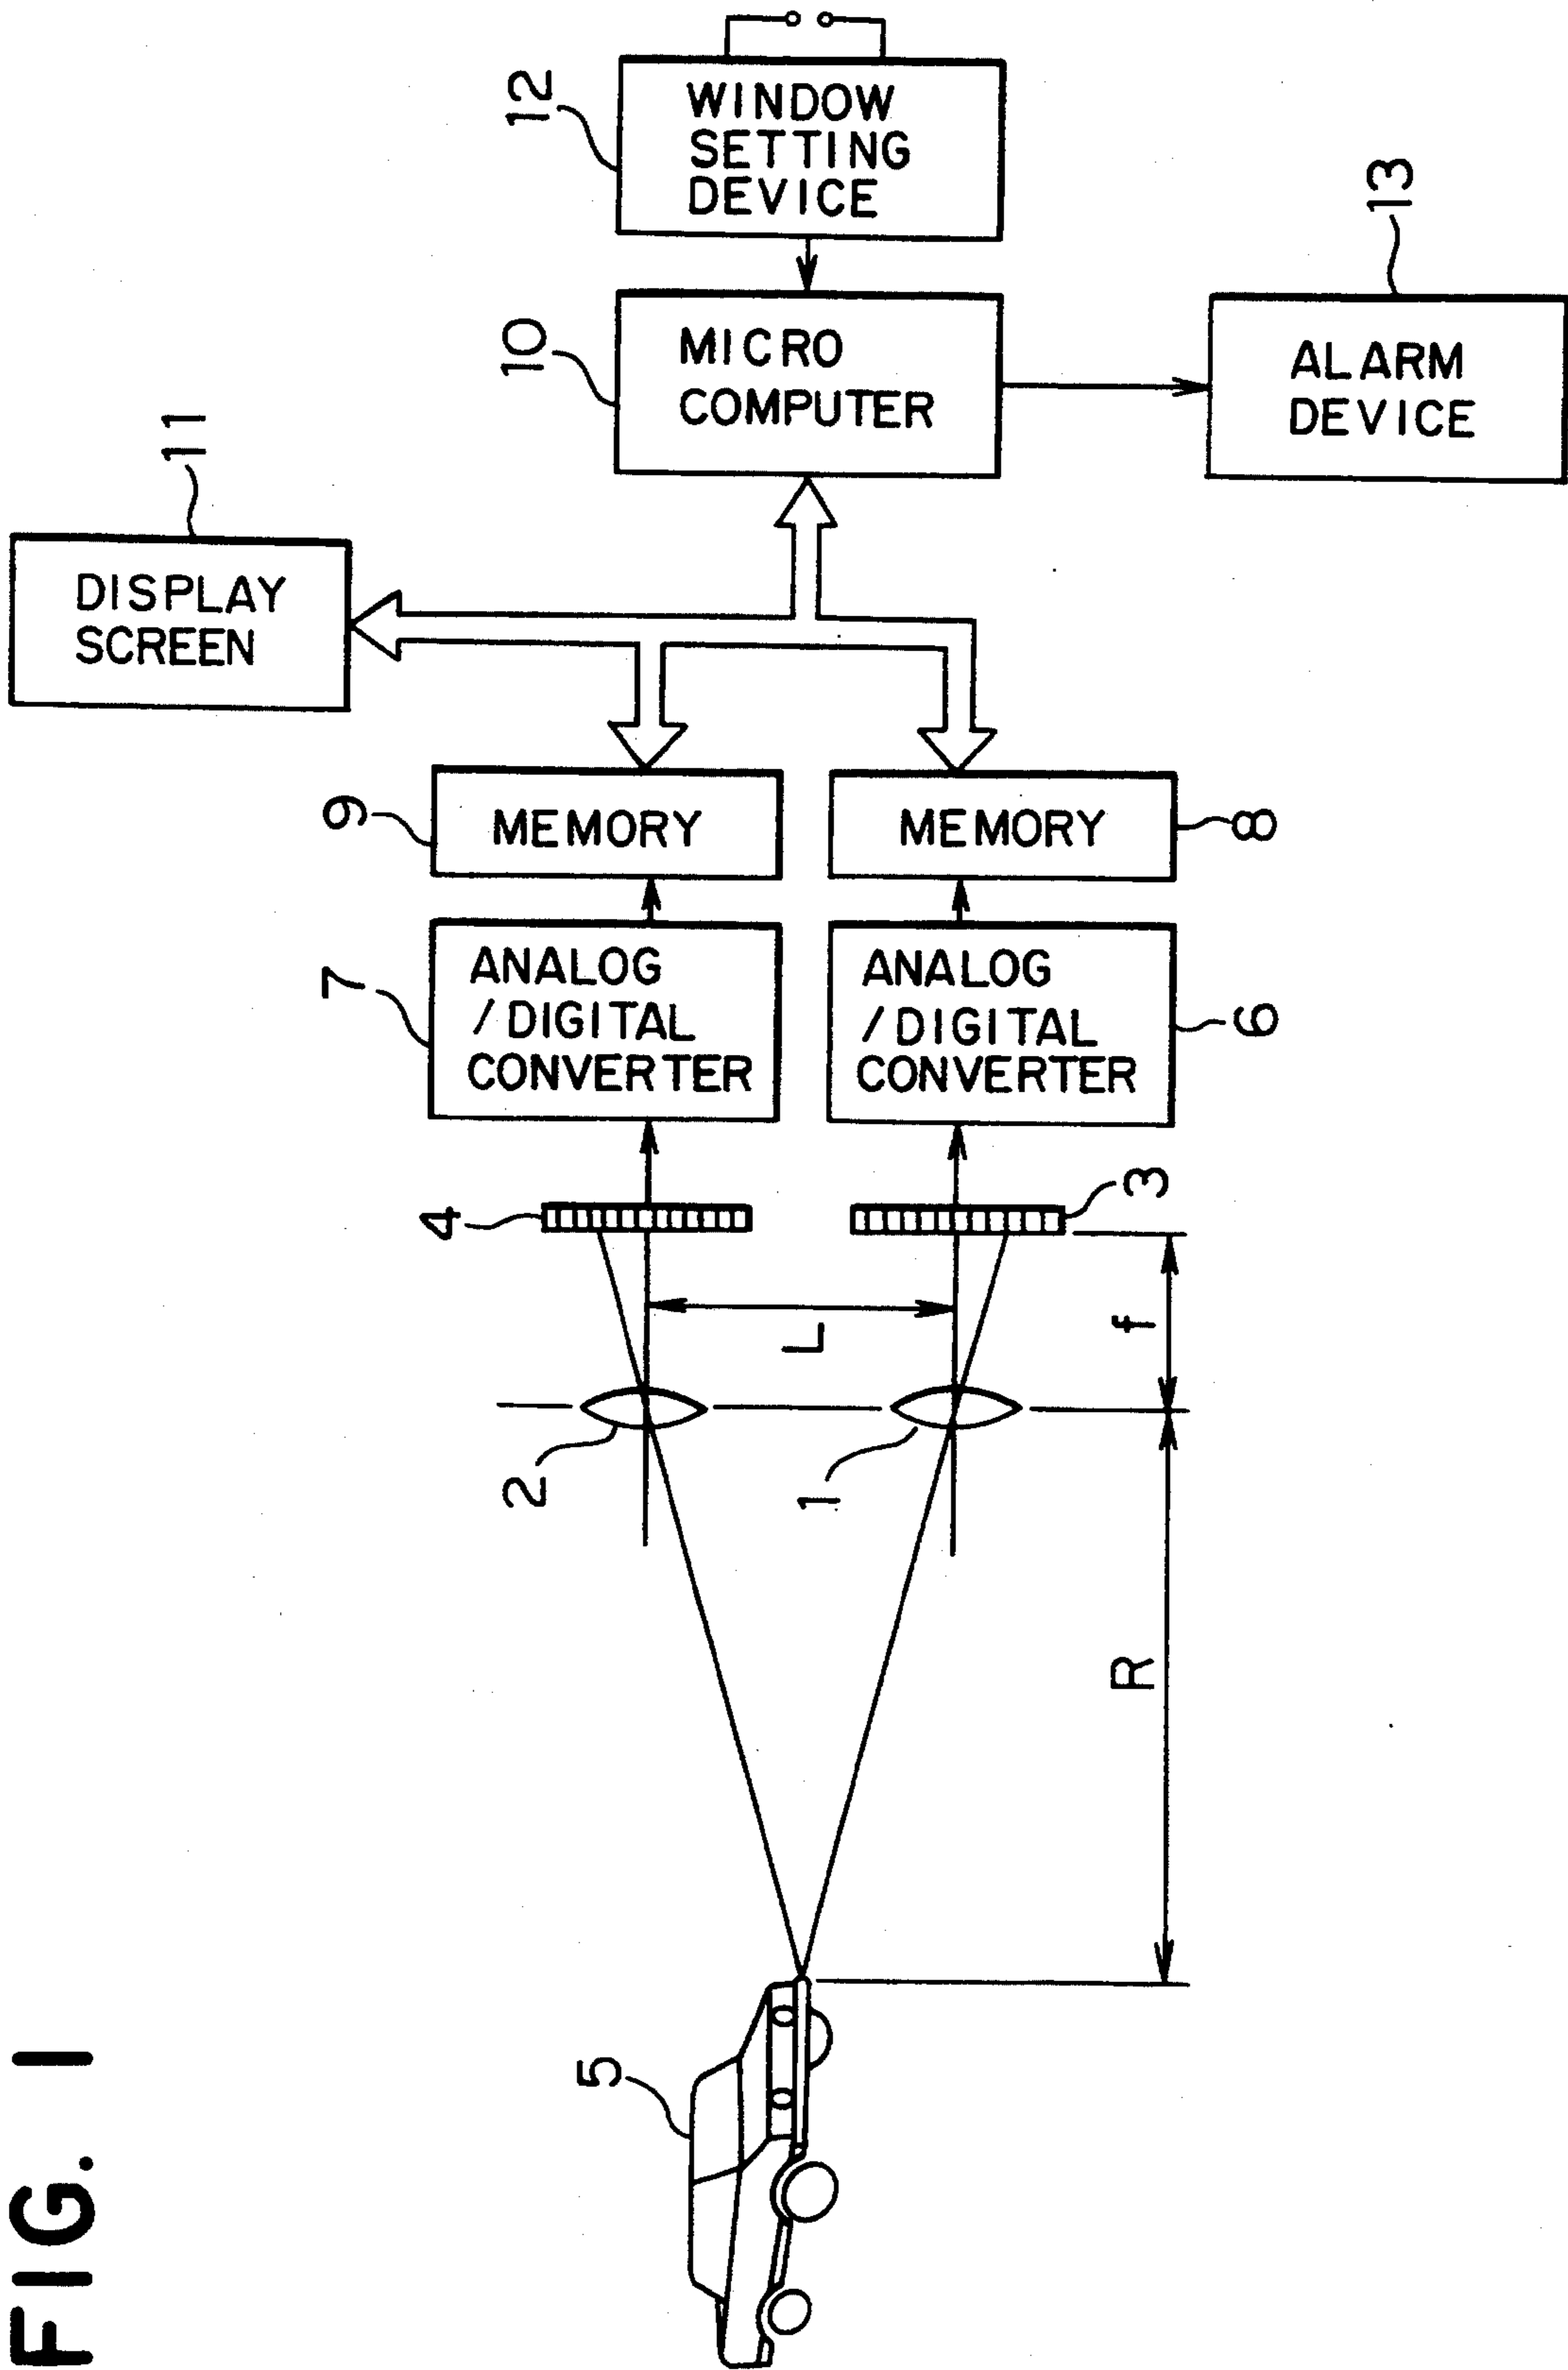 FIG. 1
11
DISPLAY
SCREEN
12
WINDOW
SETTING
DEVICE
10
MICRO
COMPUTER
13
ALARM
DEVICE
9
MEMORY
MEMORY
8
7
ANALOG
/DIGITAL
CONVERTER
ANALOG
/DIGITAL
CONVERTER
6
4
3
L
f
2
1
R
5